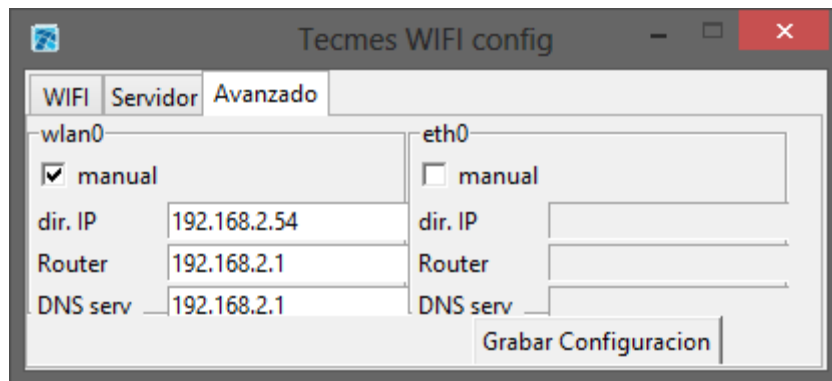 Tecmes WIFI config
WIFI Servidor Avanzado
wlan0 eth0
manual manual
dir. IP 192.168.2.54 dir. IP
Router 192.168.2.1 Router
DNS serv 192.168.2.1 DNS serv
Grabar Configuracion